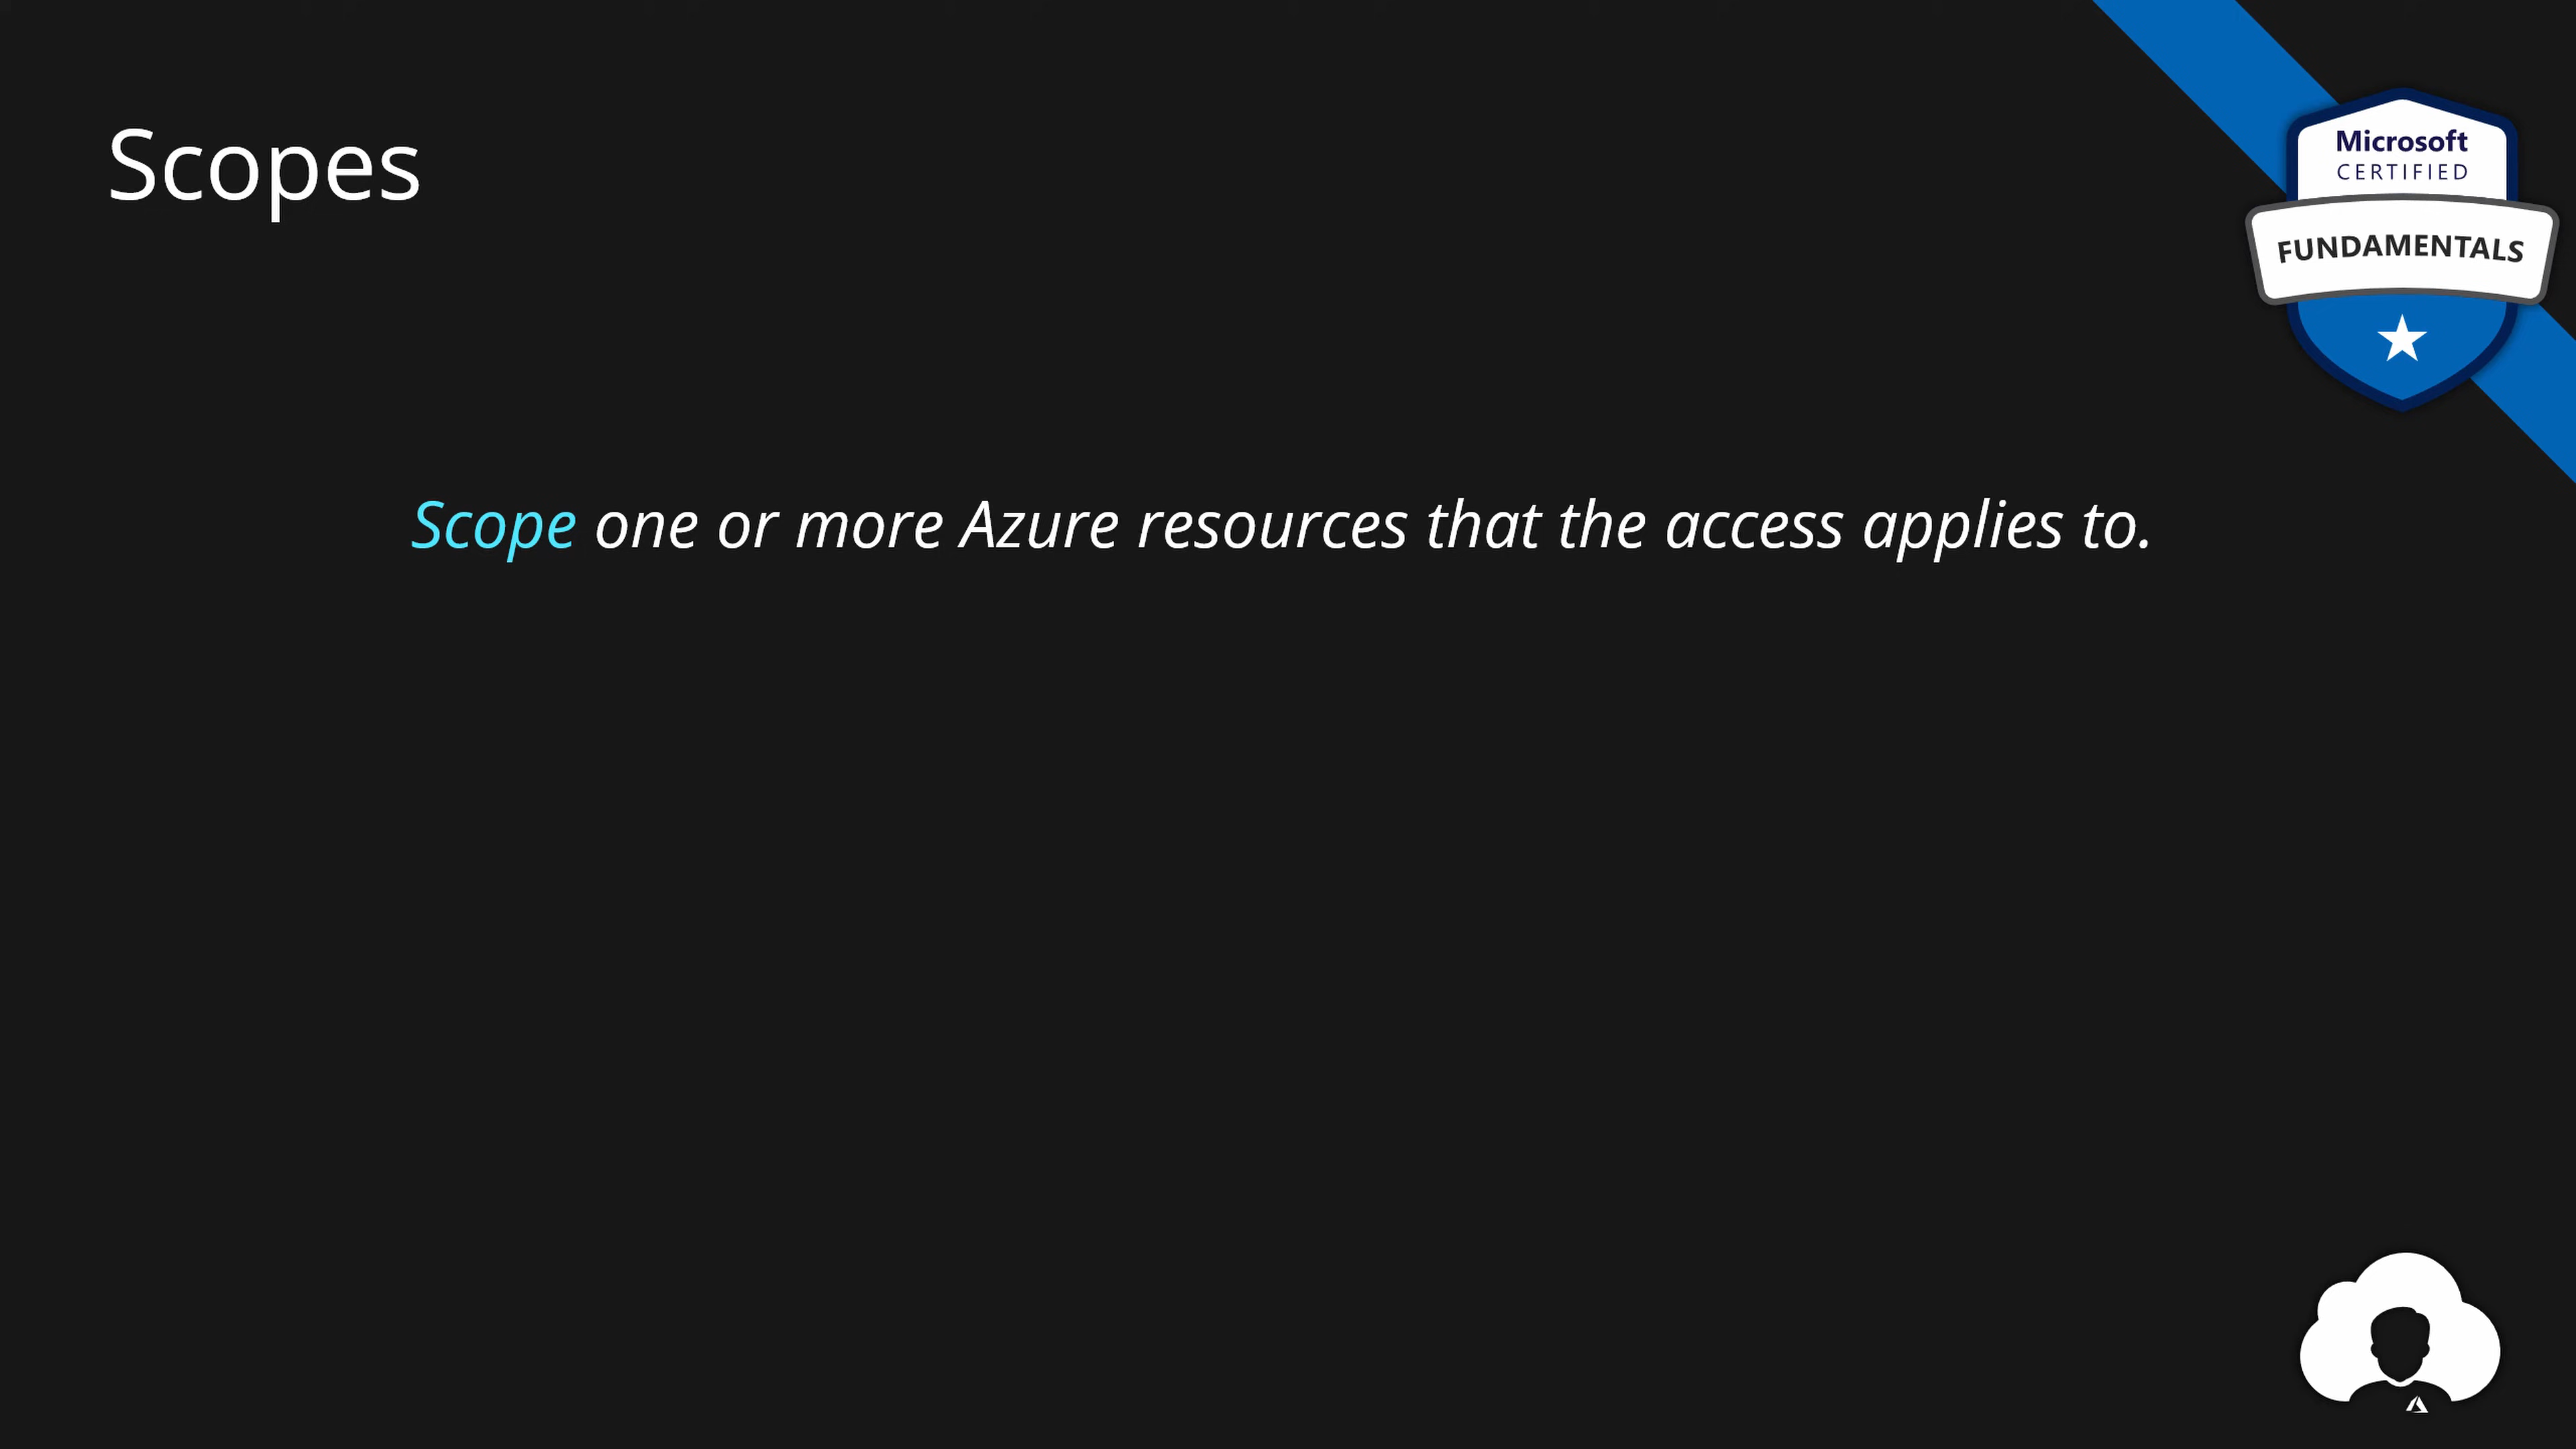 Scopes
Microsoft
CERTIFIED
FUNDAMENTALS
Scope one or more Azure resources that the access applies to.